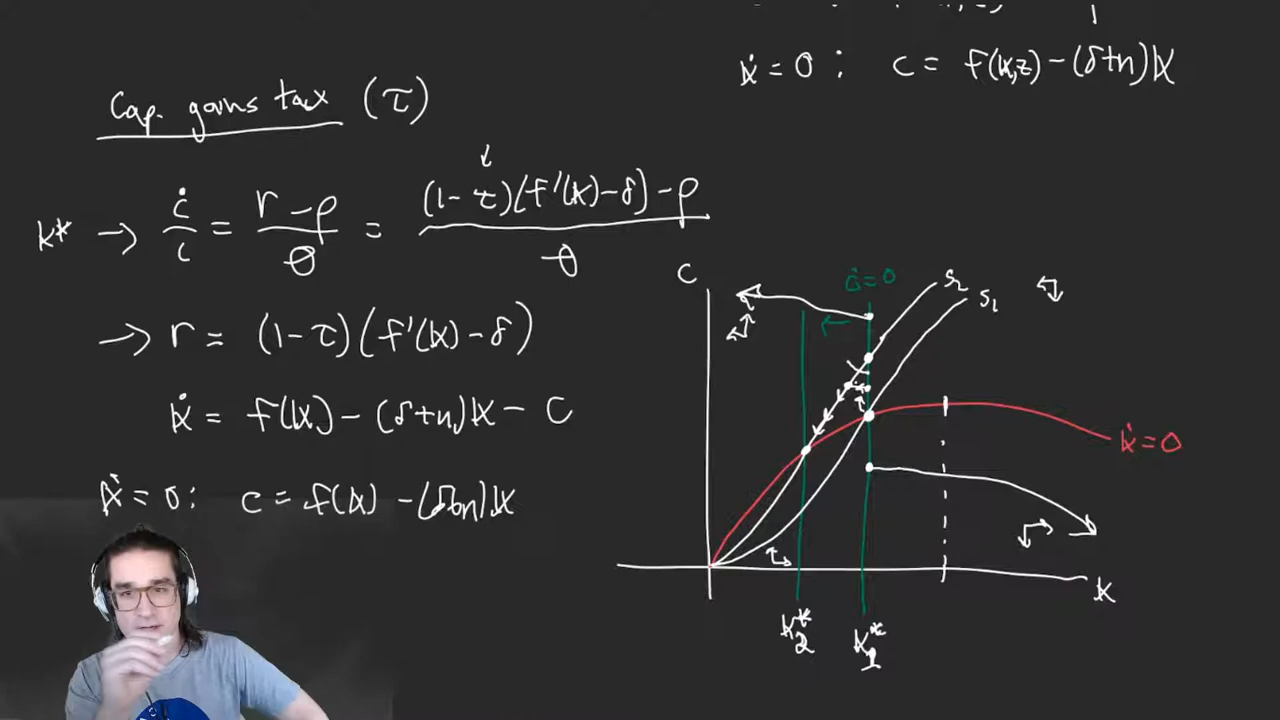 k̇ = 0 : c = f(k,z) - (δ+n)k
Cap. gains tax (τ)
k* → ċ/c = (r - ρ)/θ = ((1 - τ)(f'(k) - δ) - ρ)/θ
→ r = (1 - τ)(f'(k) - δ)
k̇ = f(k) - (δ+n)k - c
k̇ = 0 : c = f(k) - (δ+n)k
c
ċ = 0
S₂
S₁
k̇ = 0
k
k₂*
k₁*